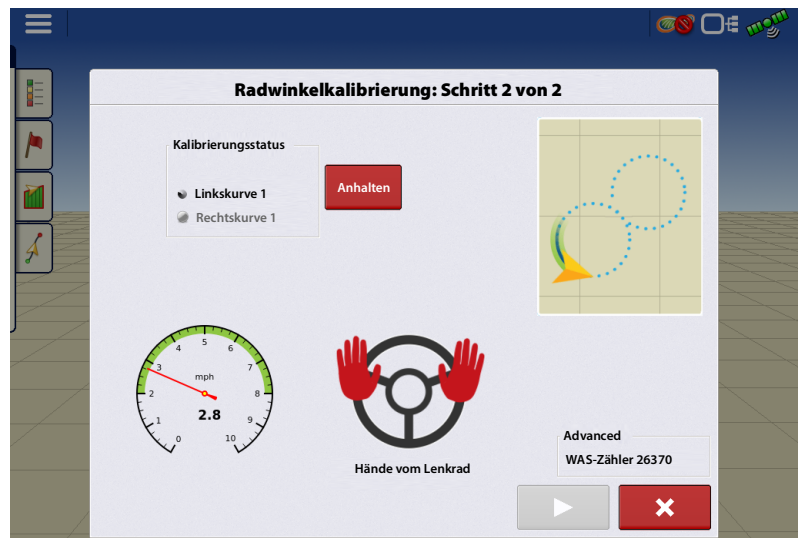 Radwinkelkalibrierung: Schritt 2 von 2
Kalibrierungsstatus
Linkskurve 1
Rechtskurve 1
Anhalten
0
1
2
3
4
5
6
7
8
9
10
mph
2.8
Hände vom Lenkrad
Advanced
WAS-Zähler 26370